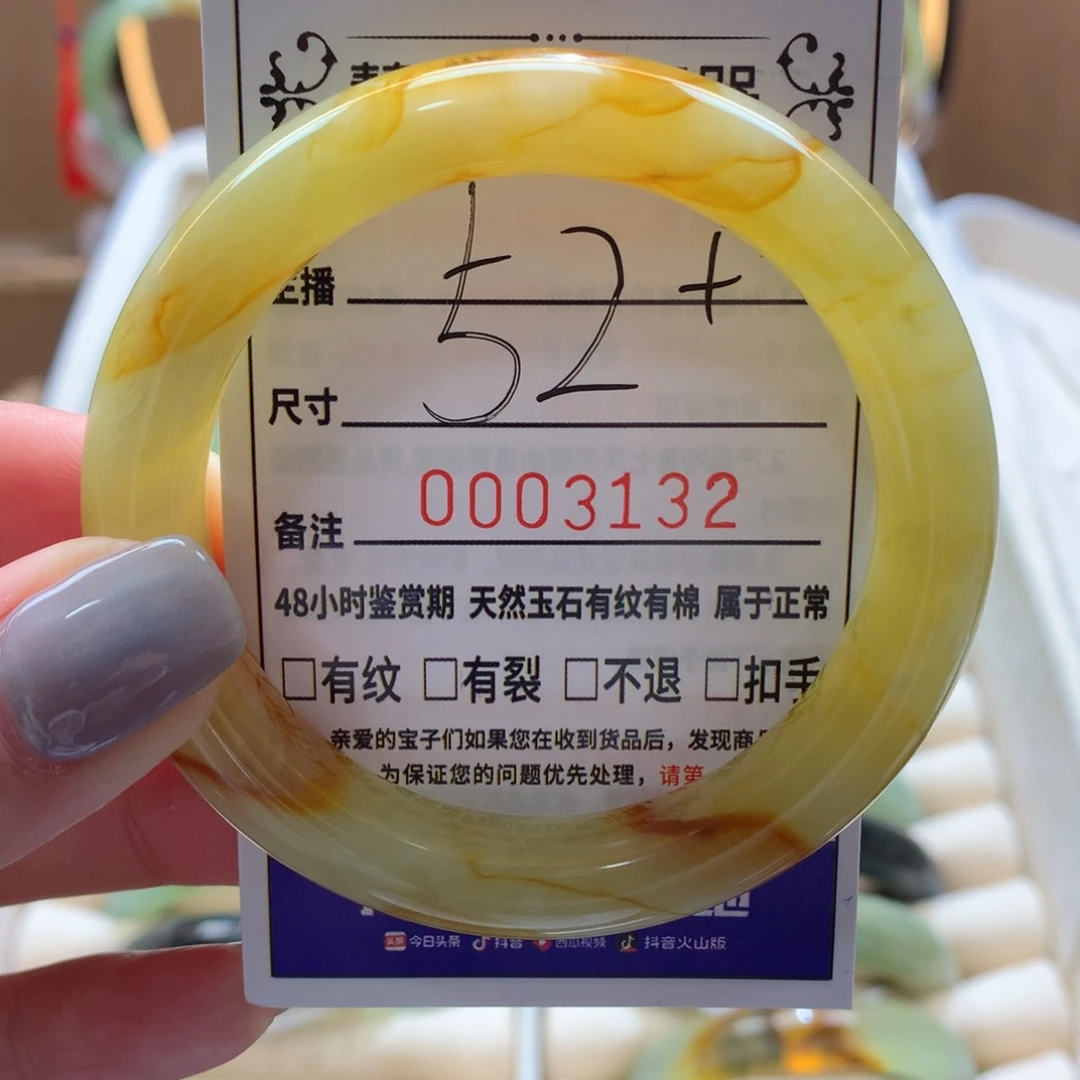 52+
主播
尺寸
0003132
备注
48小时鉴赏期 天然玉石有纹有棉 属于正常
□有纹 □有裂 □不退 □扣手
亲爱的宝子们如果您在收到货品后，发现商
为保证您的问题优先处理，请第
今日头条 抖音 西瓜视频 抖音火山版